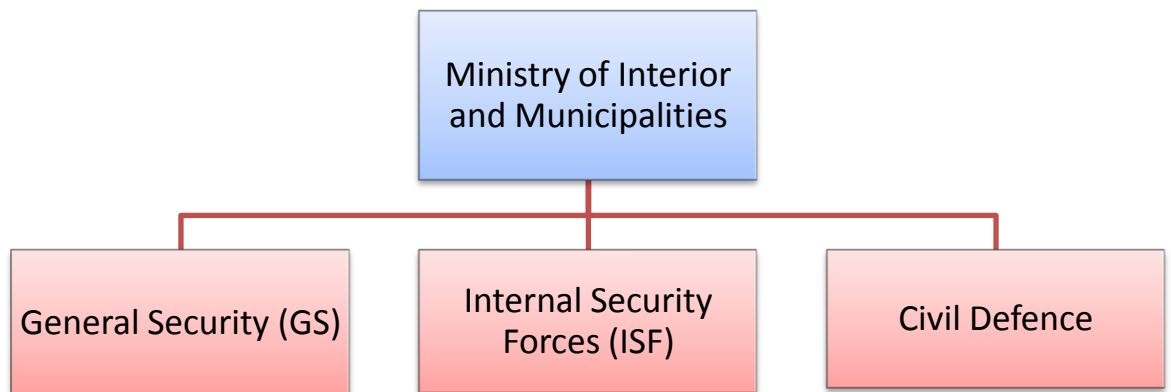 Ministry of Interior
and Municipalities
General Security (GS)
Internal Security
Forces (ISF)
Civil Defence